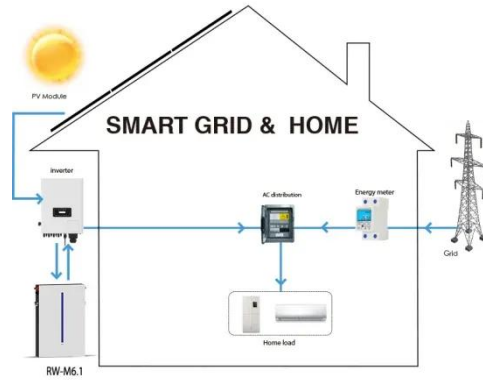 PV Module
SMART GRID & HOME
inverter
AC distribution
Energy meter
Grid
Home load
RW-M6.1